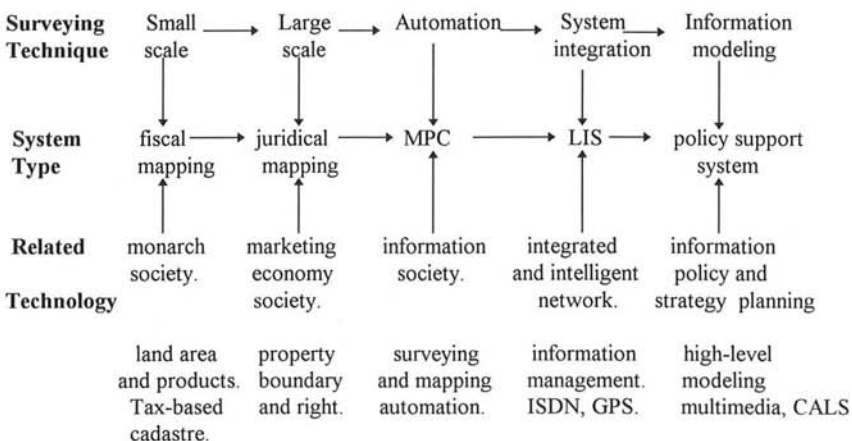 Surveying Small Large Automation System Information
Technique scale scale integration modeling
System fiscal juridical MPC LIS policy support
Type mapping mapping system
Related monarch marketing information integrated information
society. economy society. and intelligent policy and
Technology society. network. strategy planning
land area property surveying information high-level
and products. boundary and mapping management. modeling
Tax-based and right. automation. ISDN, GPS. multimedia, CALS
cadastre.